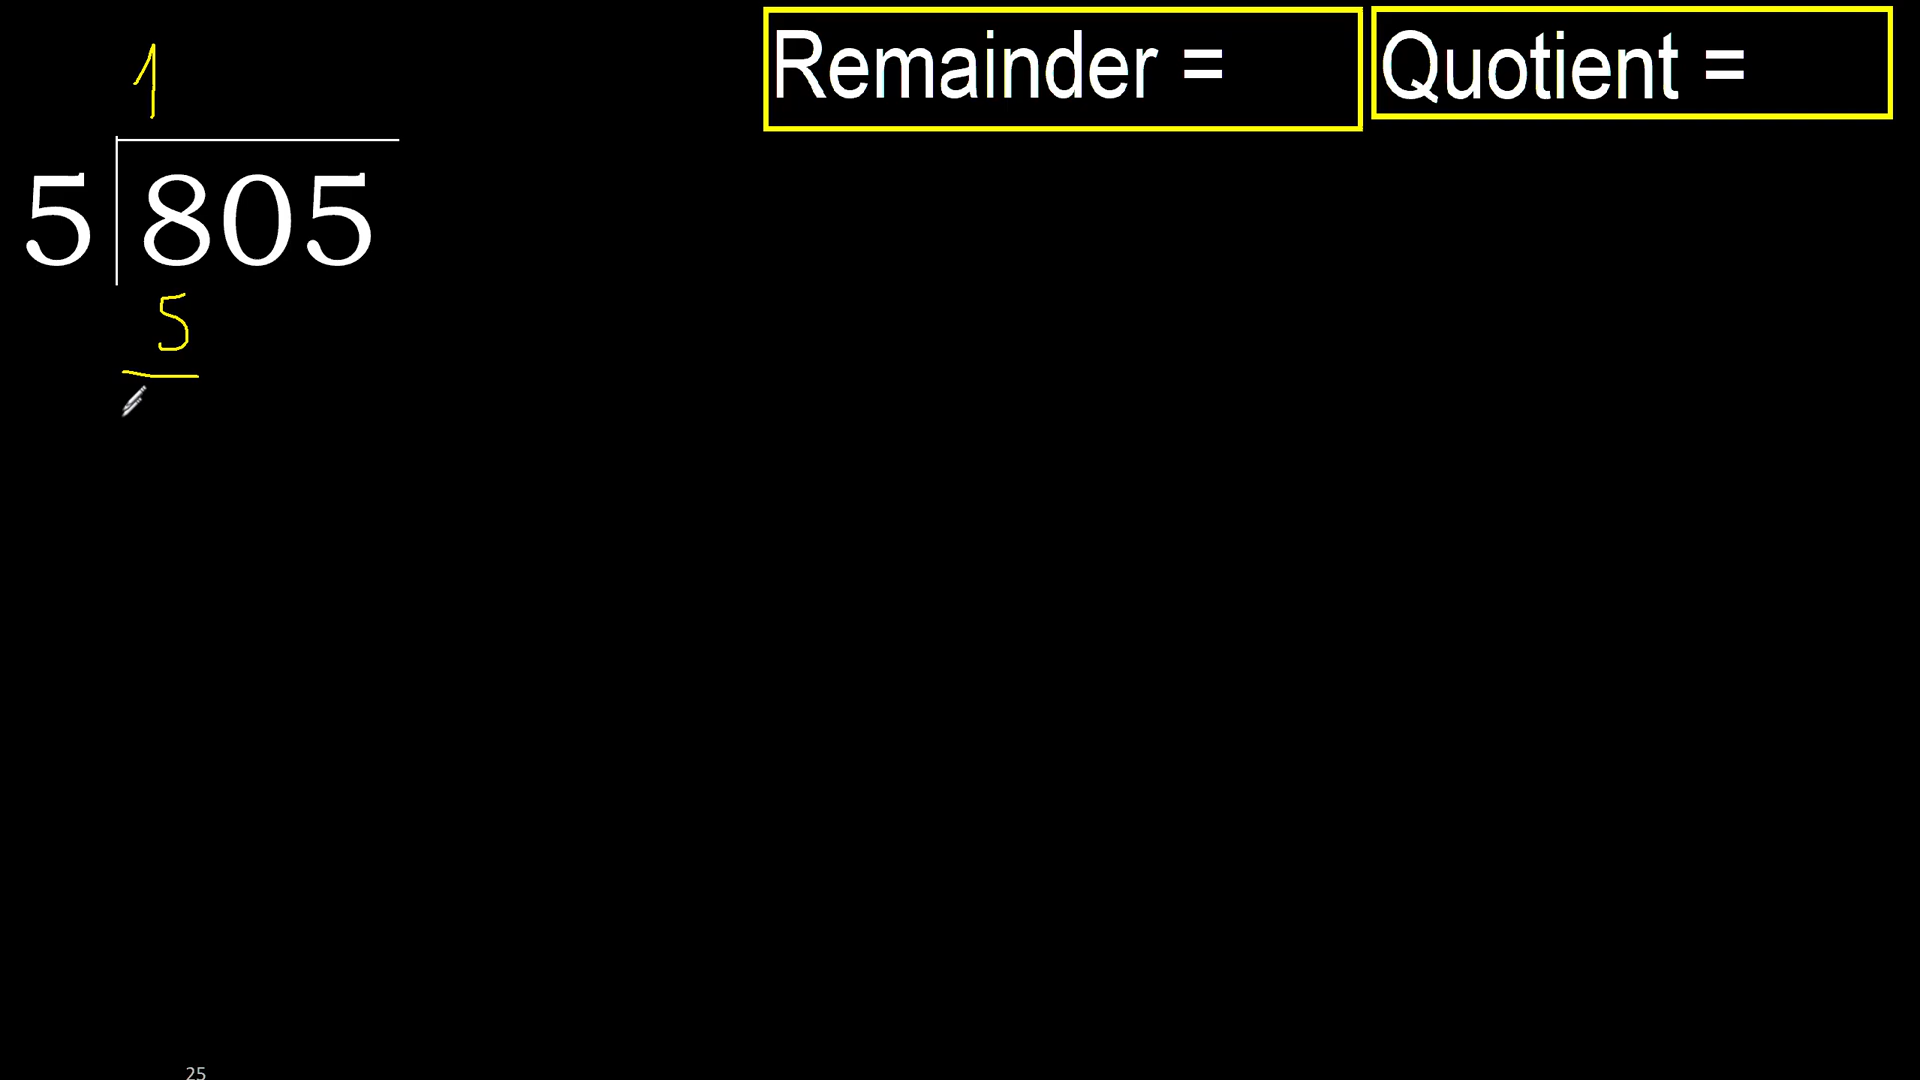 Remainder =
Quotient =
1
5 805
5
25